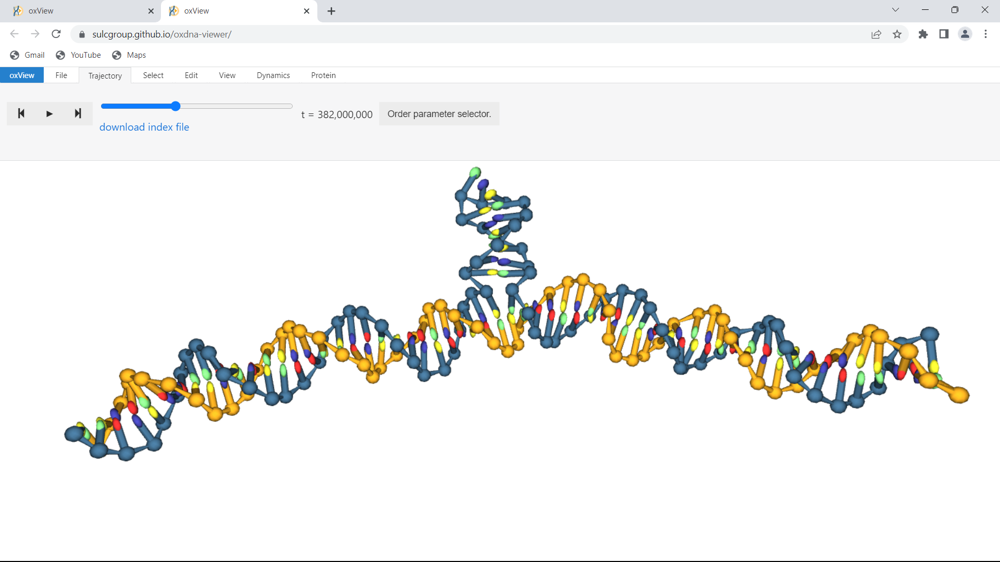 oxView
oxView
sulcgroup.github.io/oxdna-viewer/
Gmail YouTube Maps
oxView File Trajectory Select Edit View Dynamics Protein
t = 382,000,000 Order parameter selector.
download index file